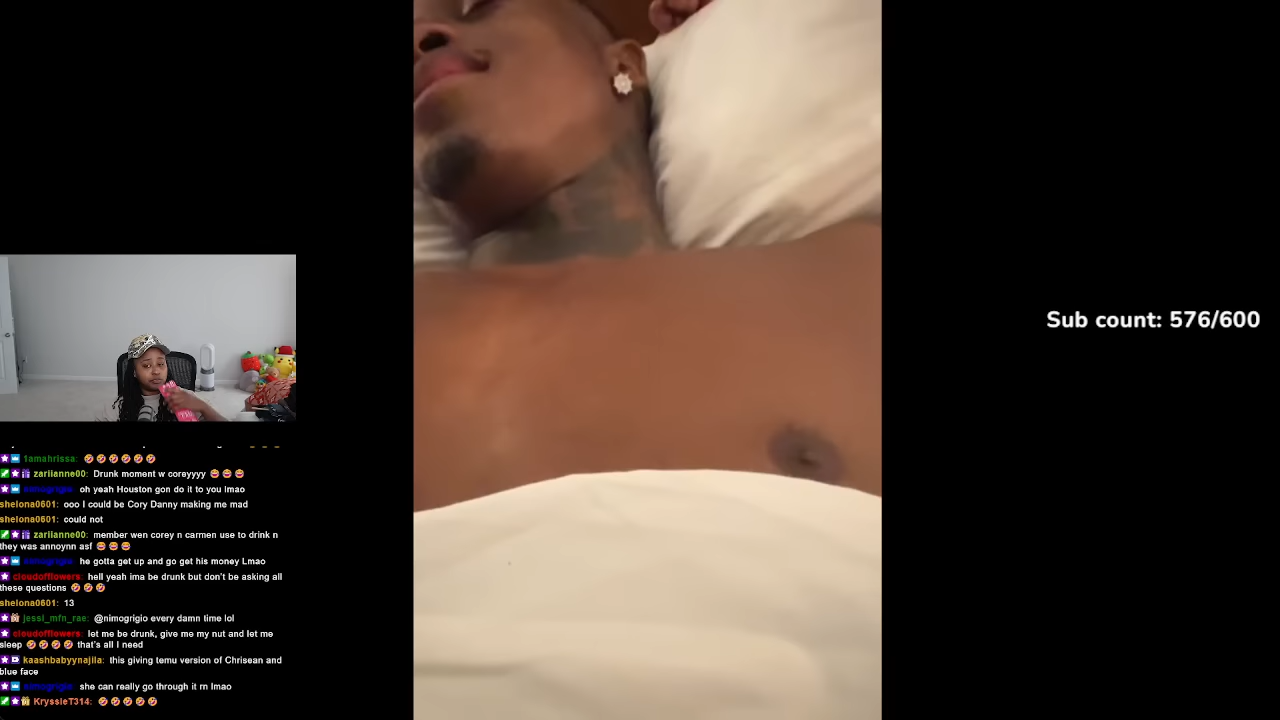 Sub count: 576/600
1amahrissa: 🤣🤣🤣🤣🤣🤣
zariianne00: Drunk moment w coreyyyy 😂😂😂
nimogrigio: oh yeah Houston gon do it to you lmao
shelona0601: ooo I could be Cory Danny making me mad
shelona0601: could not
zariianne00: member wen corey n carmen use to drink n
they was annoynn asf 😂😂😂
nimogrigio: he gotta get up and go get his money Lmao
cloudofflowers: hell yeah ima be drunk but don't be asking all
these questions 🤣🤣🤣
shelona0601: 13
jessi_mfn_rae: @nimogrigio every damn time lol
cloudofflowers: let me be drunk, give me my nut and let me
sleep 🤣🤣🤣🤣 that's all I need
kaashbabyynajila: this giving temu version of Chrisean and
blue face
nimogrigio: she can really go through it rn lmao
KryssieT314: 🤣🤣🤣🤣🤣